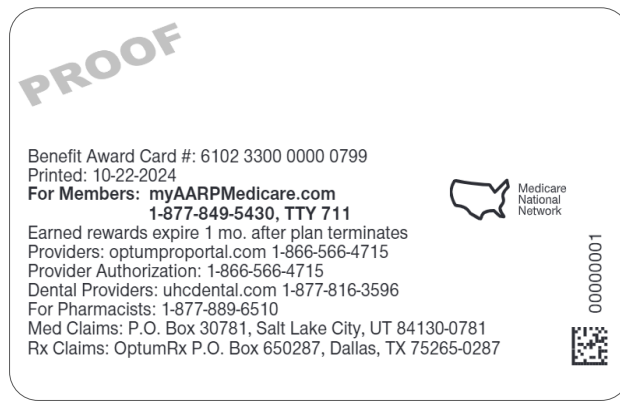 PROOF
Benefit Award Card #: 6102 3300 0000 0799
Printed: 10-22-2024
For Members: myAARPMedicare.com
1-877-849-5430, TTY 711
Earned rewards expire 1 mo. after plan terminates
Providers: optumproportal.com 1-866-566-4715
Provider Authorization: 1-866-566-4715
Dental Providers: uhcdental.com 1-877-816-3596
For Pharmacists: 1-877-889-6510
Med Claims: P.O. Box 30781, Salt Lake City, UT 84130-0781
Rx Claims: OptumRx P.O. Box 650287, Dallas, TX 75265-0287
Medicare
National
Network
00000001